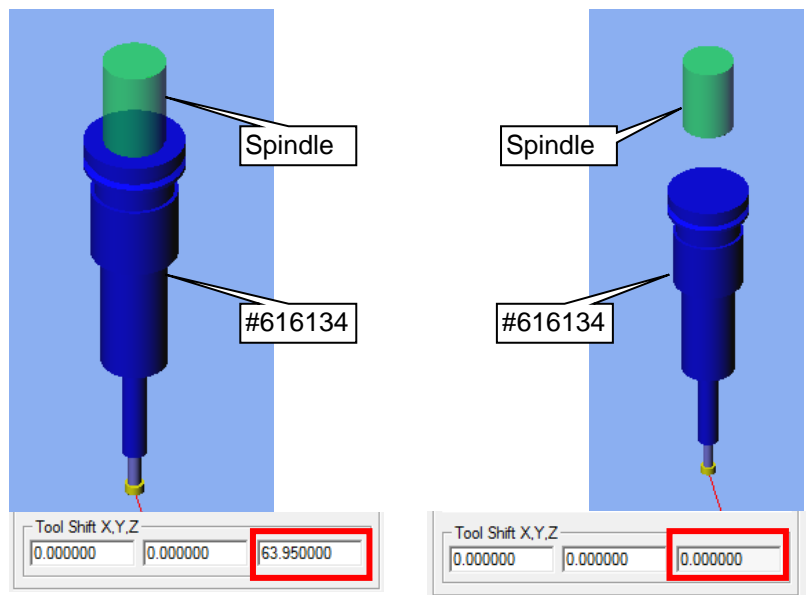 Spindle
#616134
Tool Shift X,Y,Z
0.000000 0.000000 63.950000
Spindle
#616134
Tool Shift X,Y,Z
0.000000 0.000000 0.000000